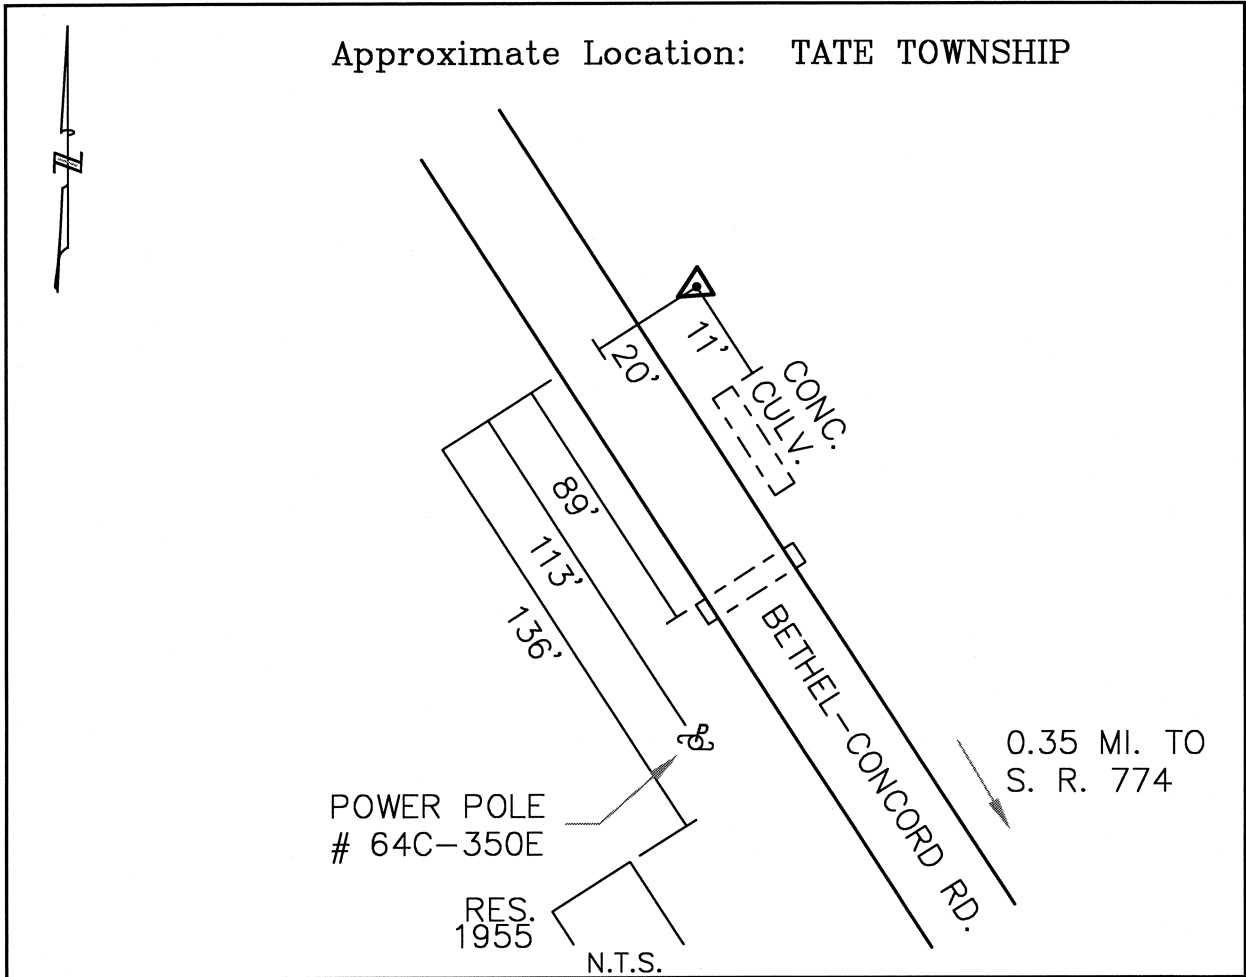 Approximate Location: TATE TOWNSHIP
N
11'
20'
CONC.
CULV.
89'
113'
136'
BETHEL-CONCORD RD.
P
0.35 MI. TO
S. R. 774
POWER POLE
# 64C-350E
RES.
1955
N.T.S.